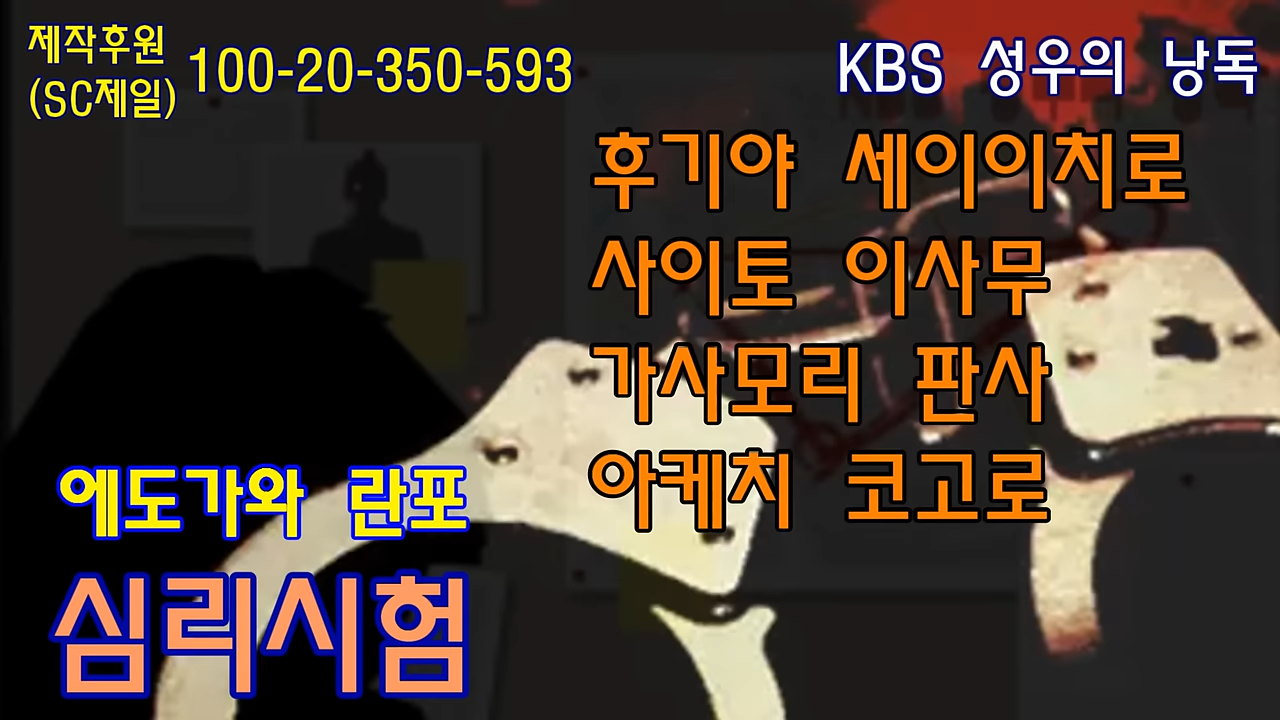 제작후원
(SC제일)
100-20-350-593
KBS 성우의 낭독
후기야 세이이치로
사이토 이사무
가사모리 판사
아케치 코고로
에도가와 란포
심리시험